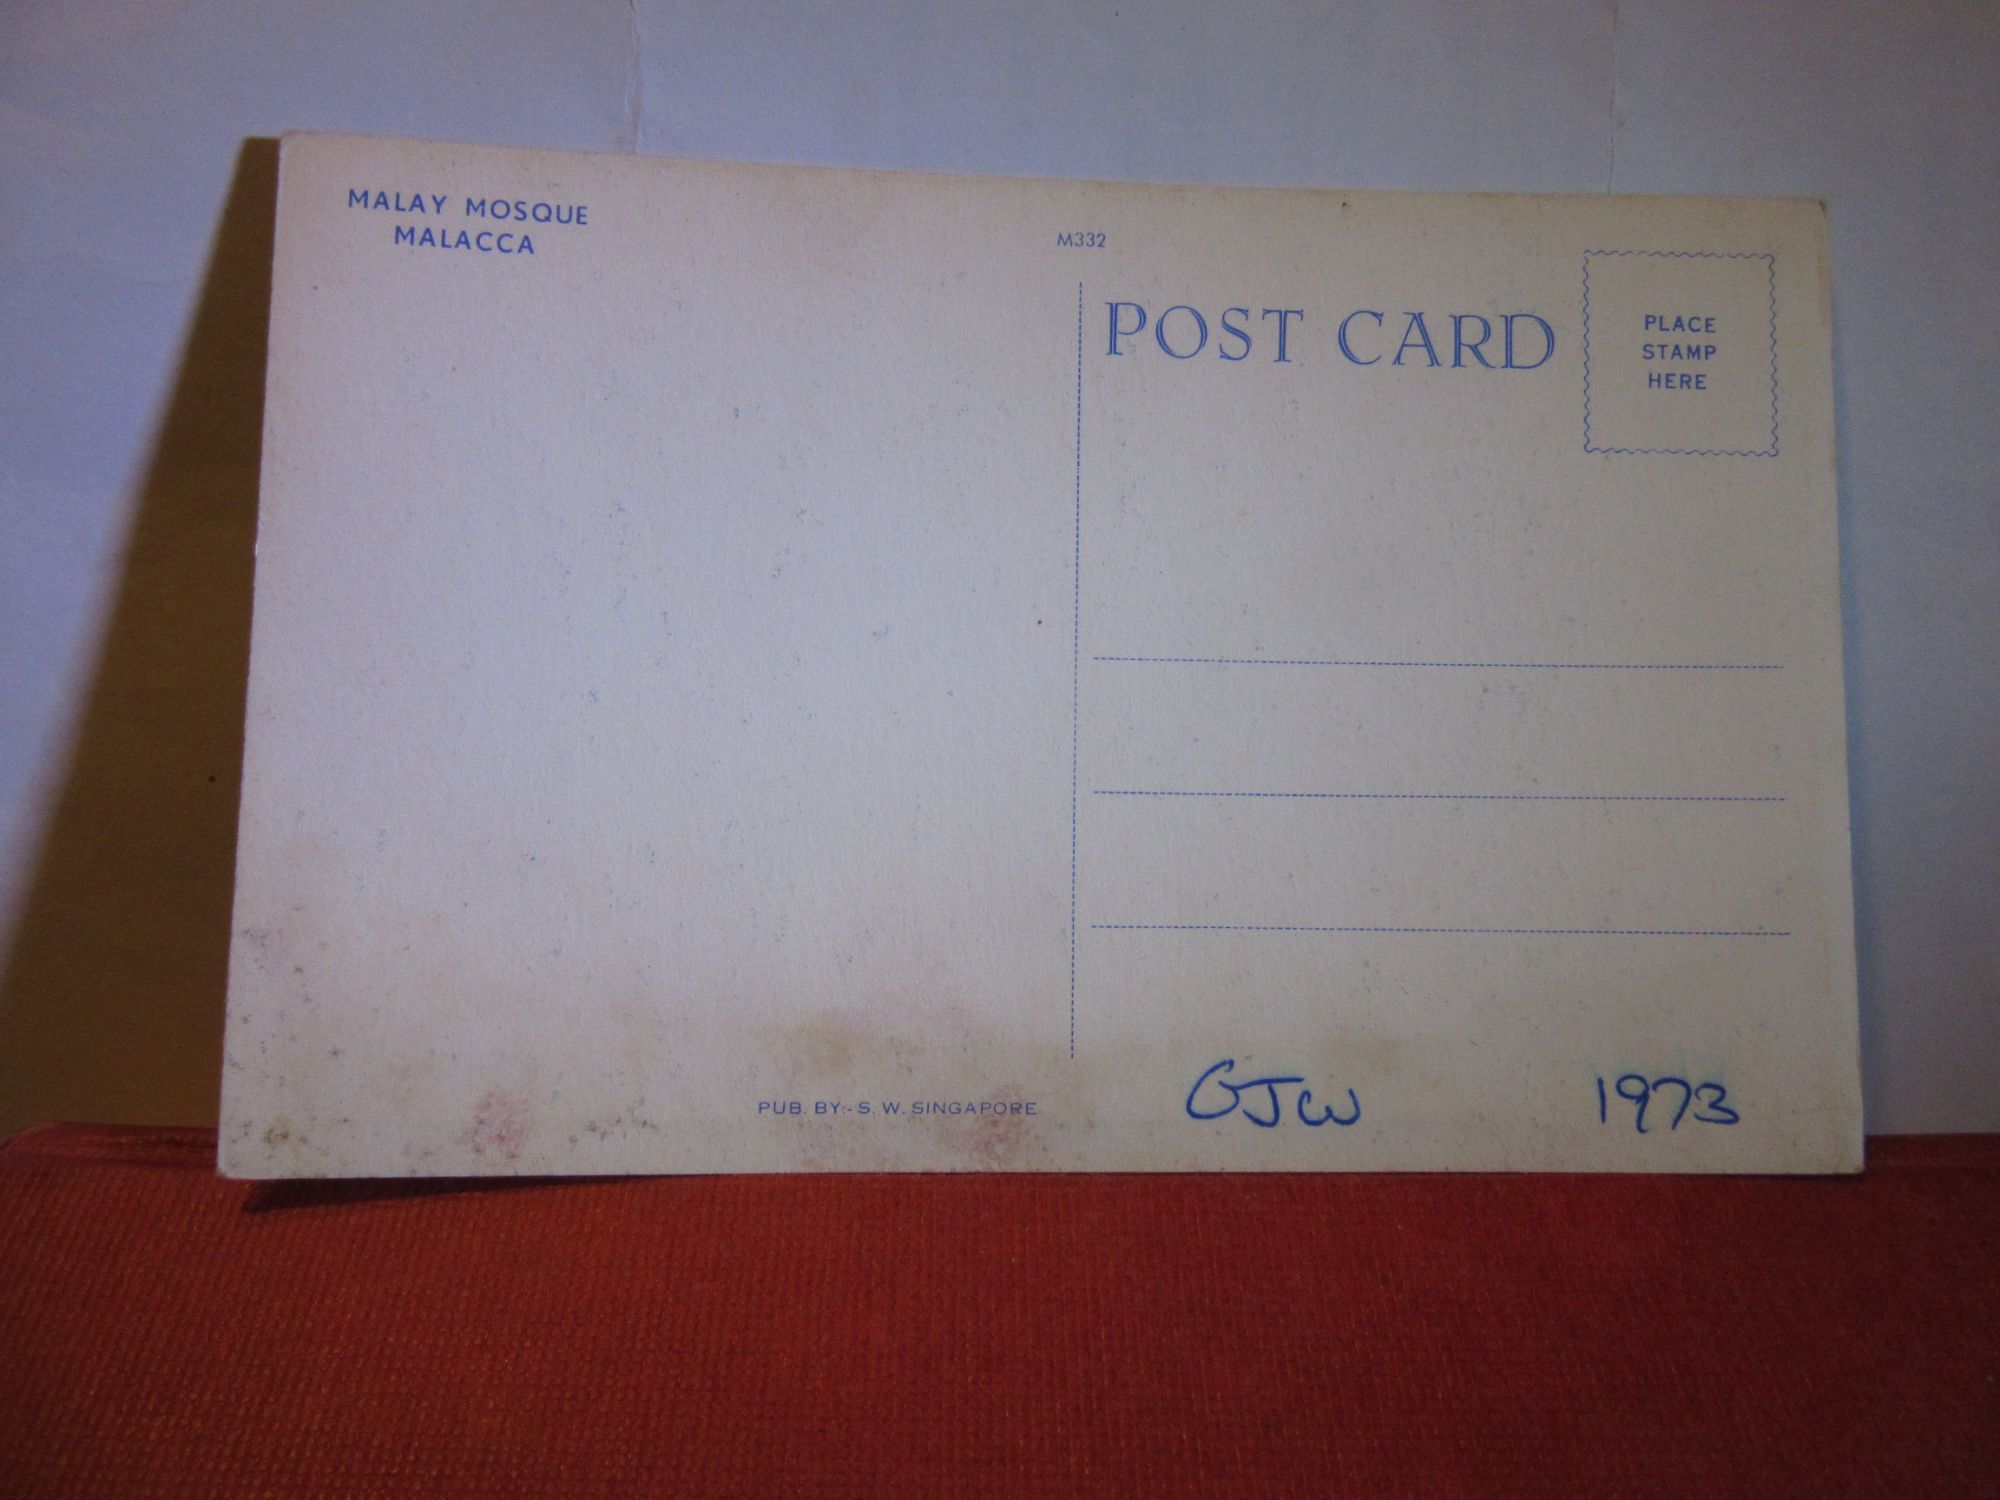 MALAY MOSQUE
MALACCA
M332
POST CARD
PLACE
STAMP
HERE
PUB. BY:- S. W. SINGAPORE
GJW 1973